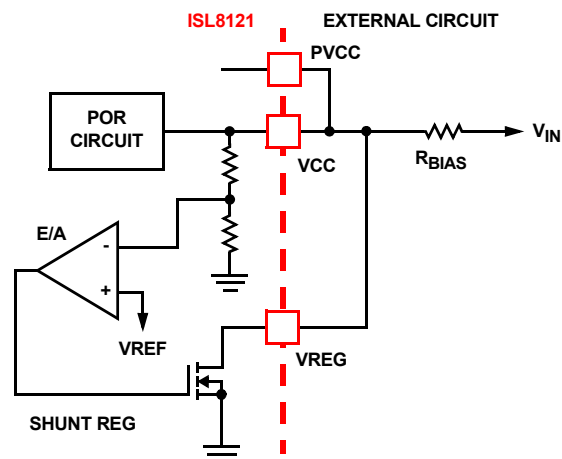 ISL8121
EXTERNAL CIRCUIT
PVCC
POR
CIRCUIT
VCC
RBIAS
VIN
E/A
-
+
VREF
VREG
SHUNT REG